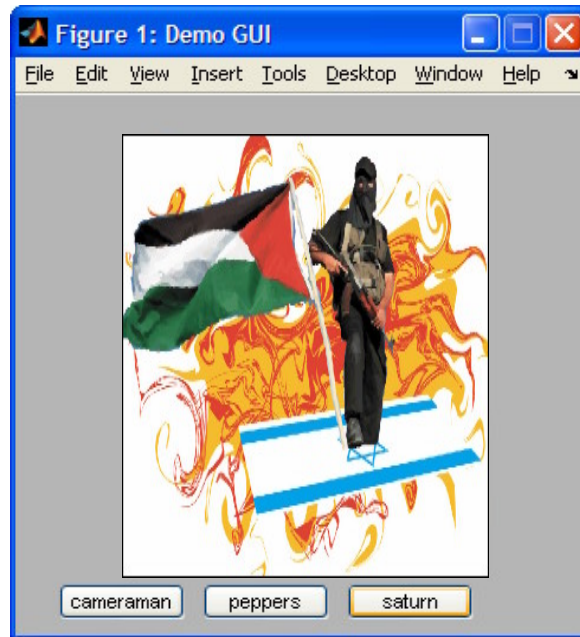 Figure 1: Demo GUI
File Edit View Insert Tools Desktop Window Help
cameraman peppers saturn